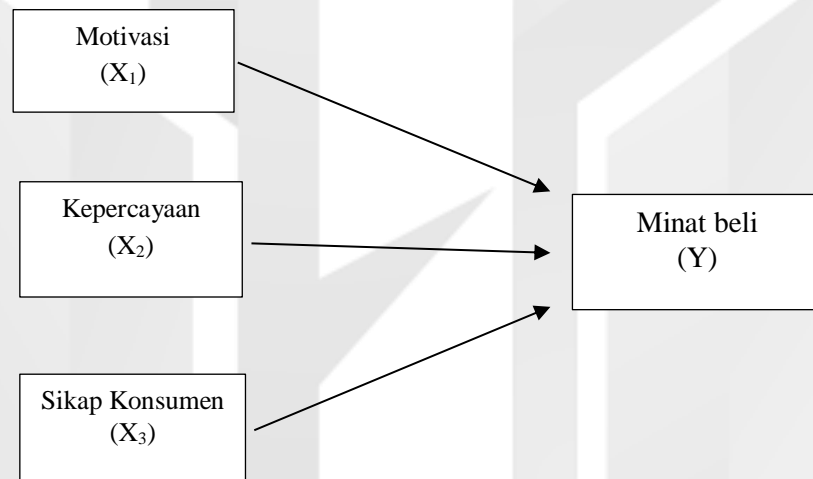 Motivasi
(X₁)
Kepercayaan
(X₂)
Minat beli
(Y)
Sikap Konsumen
(X₃)